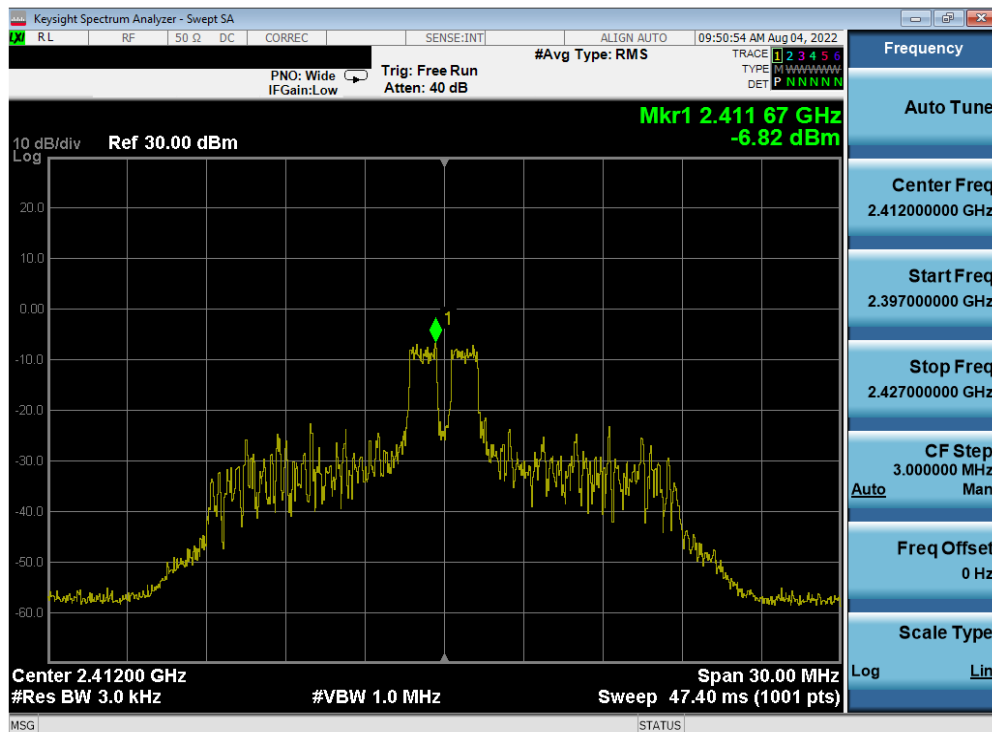 Keysight Spectrum Analyzer - Swept SA
LXI RL RF 50 Ω DC CORREC SENSE:INT ALIGN AUTO 09:50:54 AM Aug 04, 2022
PNO: Wide
IFGain:Low
Trig: Free Run
Atten: 40 dB
#Avg Type: RMS
TRACE 1 2 3 4 5 6
TYPE M W W W W W
DET P N N N N N
Mkr1 2.411 67 GHz
-6.82 dBm
10 dB/div
Log
Ref 30.00 dBm
20.0
10.0
0.00
-10.0
-20.0
-30.0
-40.0
-50.0
-60.0
1
Center 2.41200 GHz
Span 30.00 MHz
#Res BW 3.0 kHz
#VBW 1.0 MHz
Sweep 47.40 ms (1001 pts)
MSG
STATUS
Frequency
Auto Tune
Center Freq
2.412000000 GHz
Start Freq
2.397000000 GHz
Stop Freq
2.427000000 GHz
CF Step
3.000000 MHz
Auto Man
Freq Offset
0 Hz
Scale Type
Log Lin